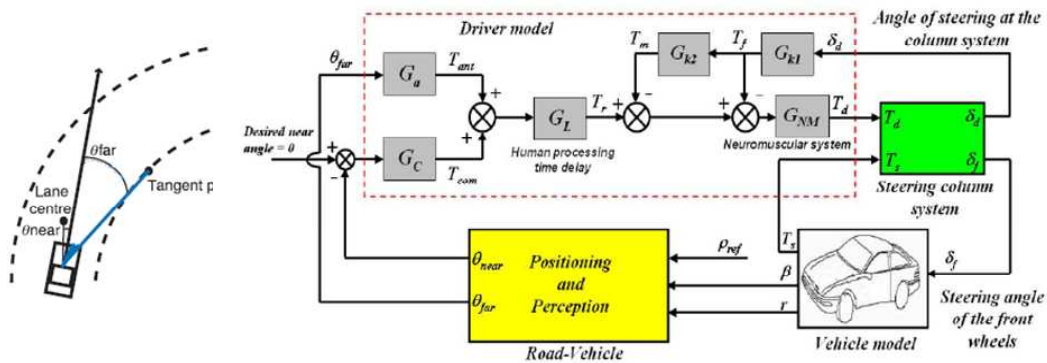 θfar
Lane
centre
θnear
Tangent p
Driver model
Angle of steering at the
column system
θfar
Ga
Tant
Tm
Gk2
Tf
Gk1
δd
Desired near
angle = θ
+
-
GC
Tcom
+
+
GL
Tr
Human processing
time delay
+
-
+
-
GNM
Td
Neuromuscular system
Td
δd
Ts
δf
Steering column
system
θnear
θfar
Positioning
and
Perception
Road-Vehicle
ρref
Ts
β
r
Vehicle model
δf
Steering angle
of the front
wheels